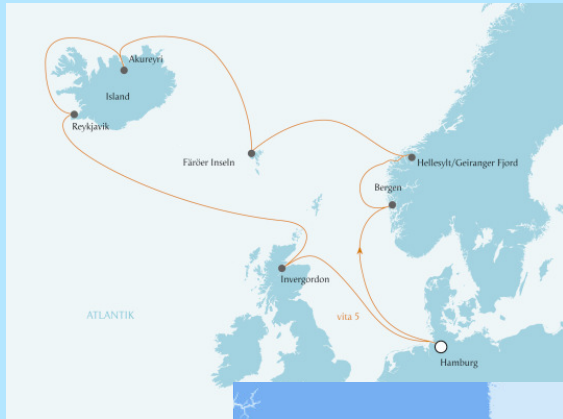 Akureyri
Island
Reykjavik
Färöer Inseln
Hellesylt/Geiranger Fjord
Bergen
Invergordon
ATLANTIK
vita 5
Hamburg